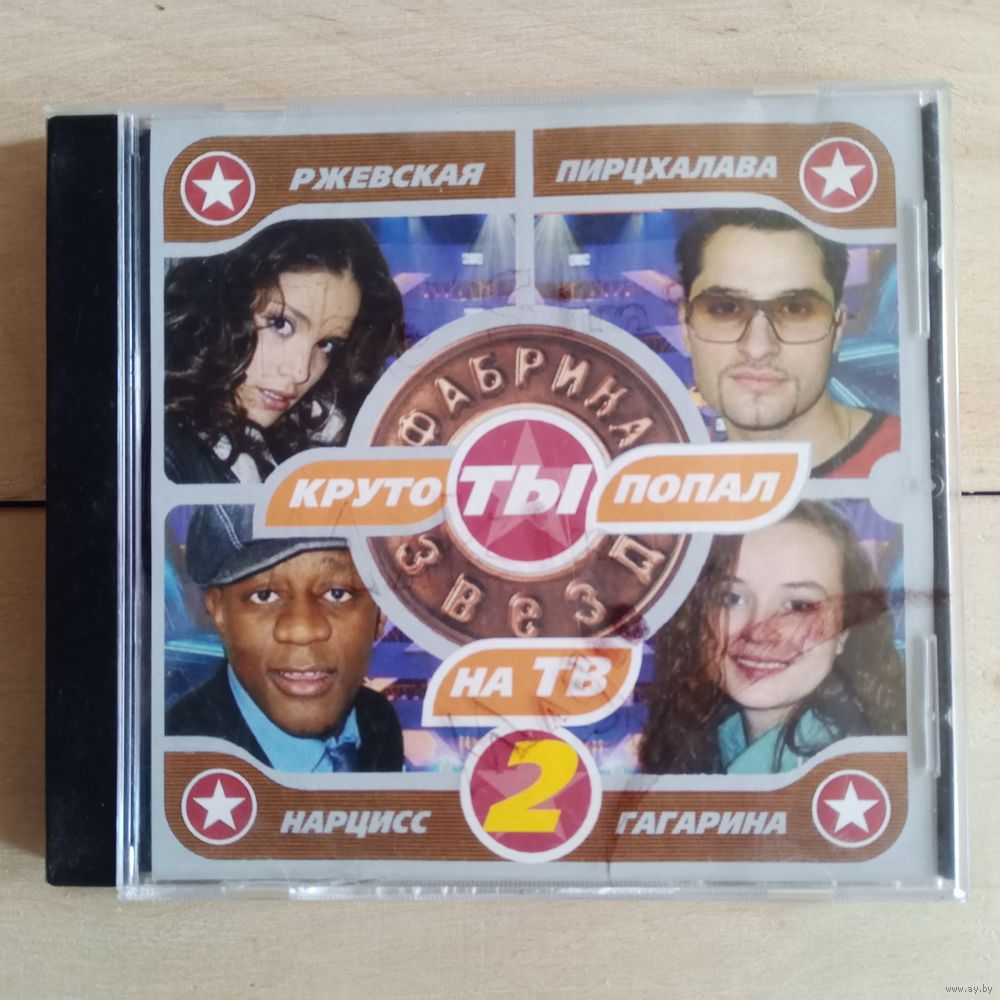 РЖЕВСКАЯ
ПИРЦХАЛАВА
ФАБРИКА
ЗВЕЗД
КРУТО ТЫ ПОПАЛ
НА ТВ
2
НАРЦИСС
ГАГАРИНА
www.ay.by